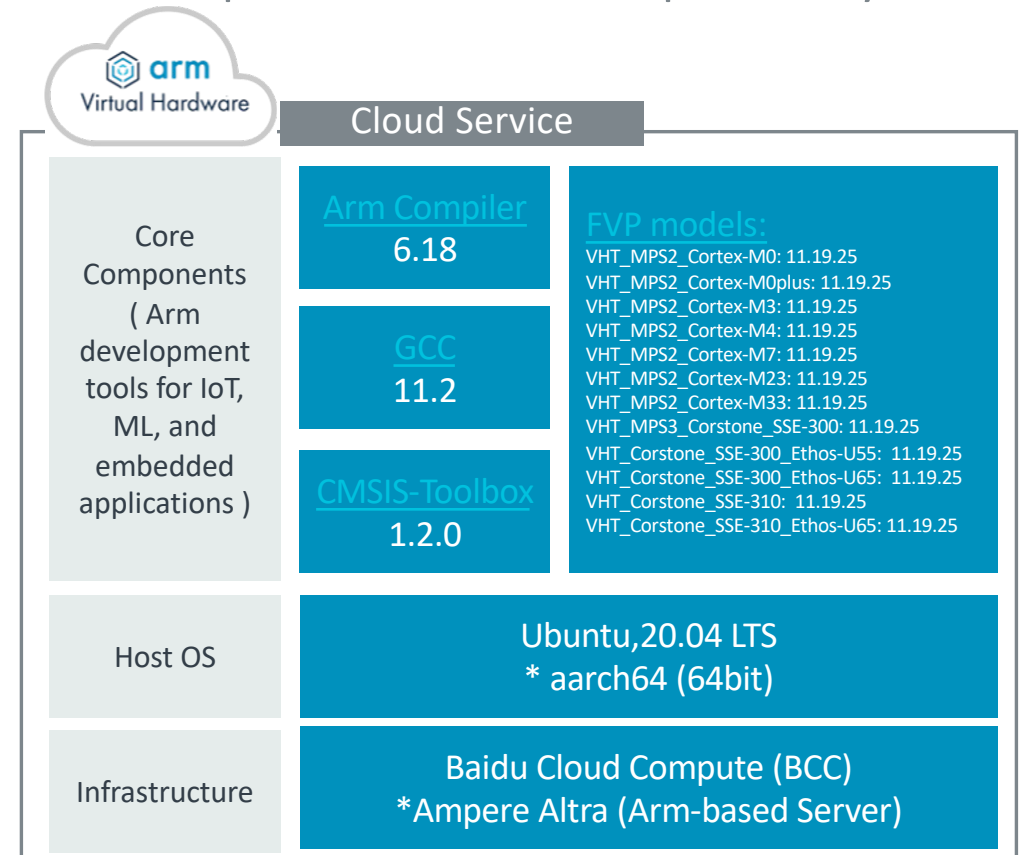 arm
Virtual Hardware
Cloud Service
Core
Components
( Arm
development
tools for IoT,
ML, and
embedded
applications )
Arm Compiler
6.18
GCC
11.2
CMSIS-Toolbox
1.2.0
FVP models:
VHT_MPS2_Cortex-M0: 11.19.25
VHT_MPS2_Cortex-M0plus: 11.19.25
VHT_MPS2_Cortex-M3: 11.19.25
VHT_MPS2_Cortex-M4: 11.19.25
VHT_MPS2_Cortex-M7: 11.19.25
VHT_MPS2_Cortex-M23: 11.19.25
VHT_MPS2_Cortex-M33: 11.19.25
VHT_MPS3_Corstone_SSE-300: 11.19.25
VHT_Corstone_SSE-300_Ethos-U55: 11.19.25
VHT_Corstone_SSE-300_Ethos-U65: 11.19.25
VHT_Corstone_SSE-310: 11.19.25
VHT_Corstone_SSE-310_Ethos-U65: 11.19.25
Host OS
Ubuntu,20.04 LTS
* aarch64 (64bit)
Infrastructure
Baidu Cloud Compute (BCC)
*Ampere Altra (Arm-based Server)